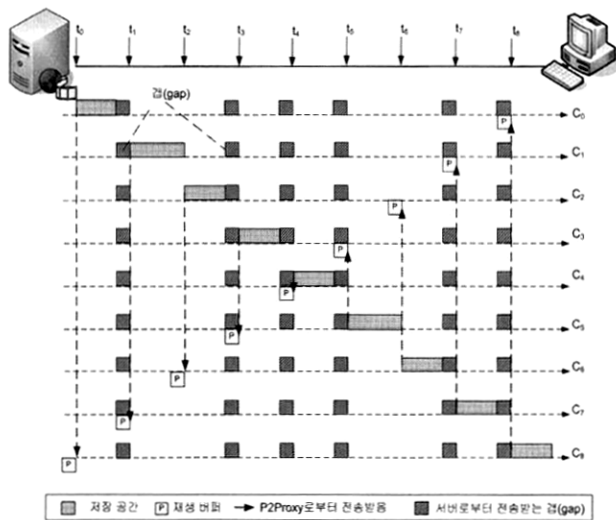 t₀ t₁ t₂ t₃ t₄ t₅ t₆ t₇ t₈
갭(gap)
C₀
P
C₁
P
C₂
P
C₃
P
C₄
P
C₅
P
C₆
P
C₇
P
C₈
P
저장 공간 P 재생 버퍼 P2Proxy로부터 전송받음 서버로부터 전송받는 갭(gap)